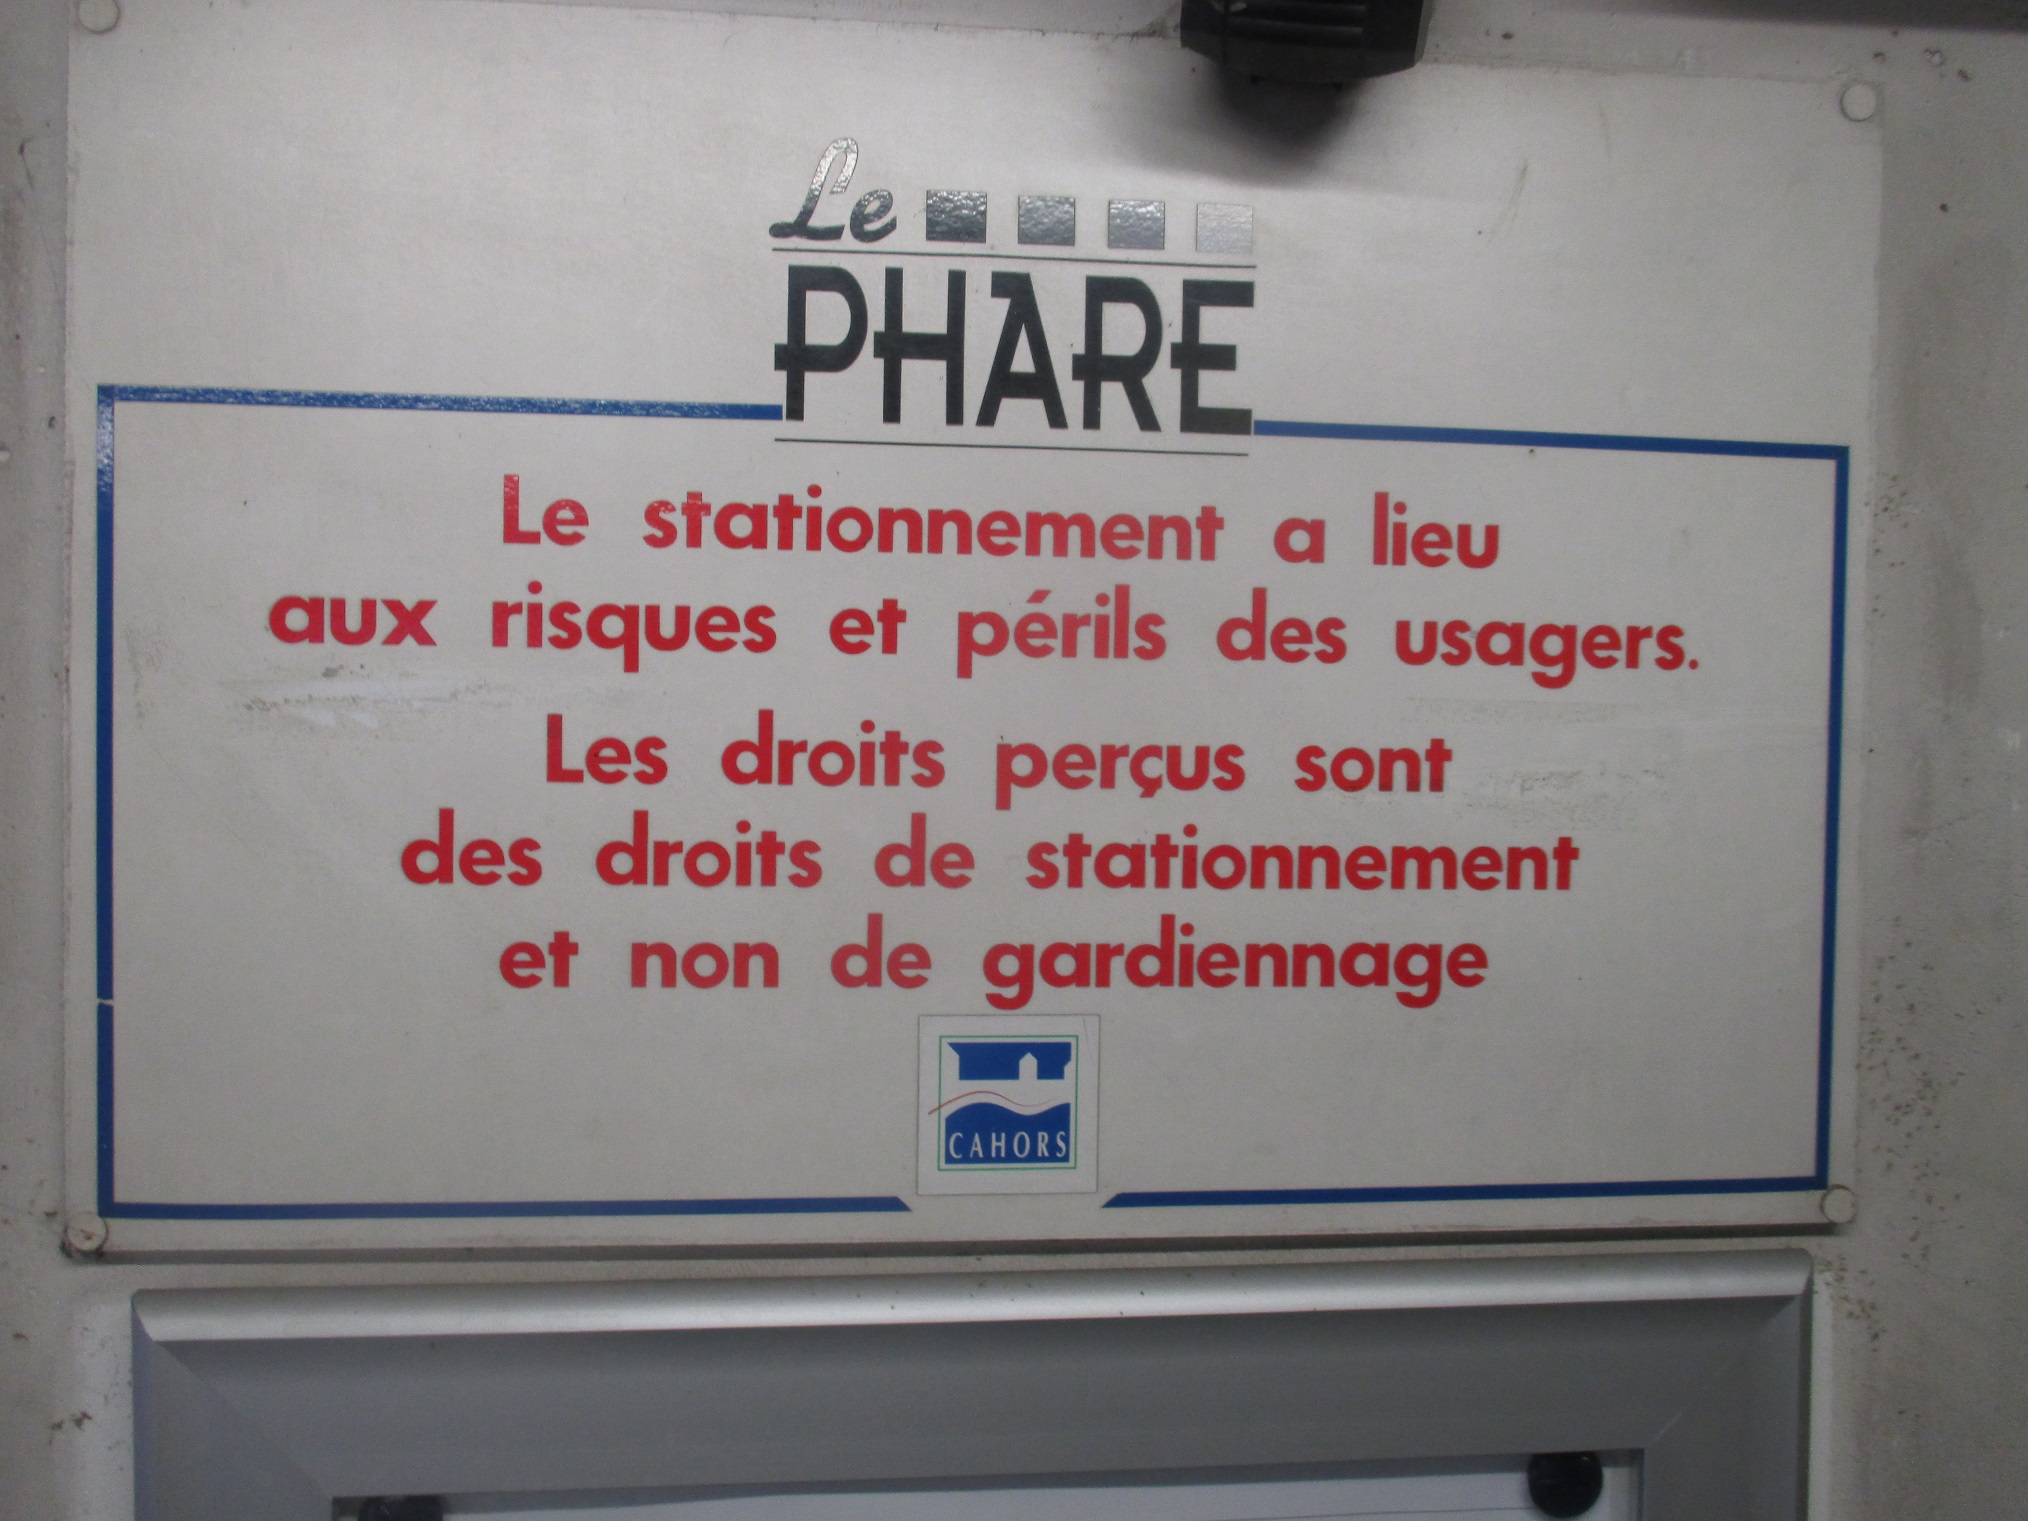 Le
PHARE
Le stationnement a lieu
aux risques et périls des usagers.
Les droits perçus sont
des droits de stationnement
et non de gardiennage
CAHORS